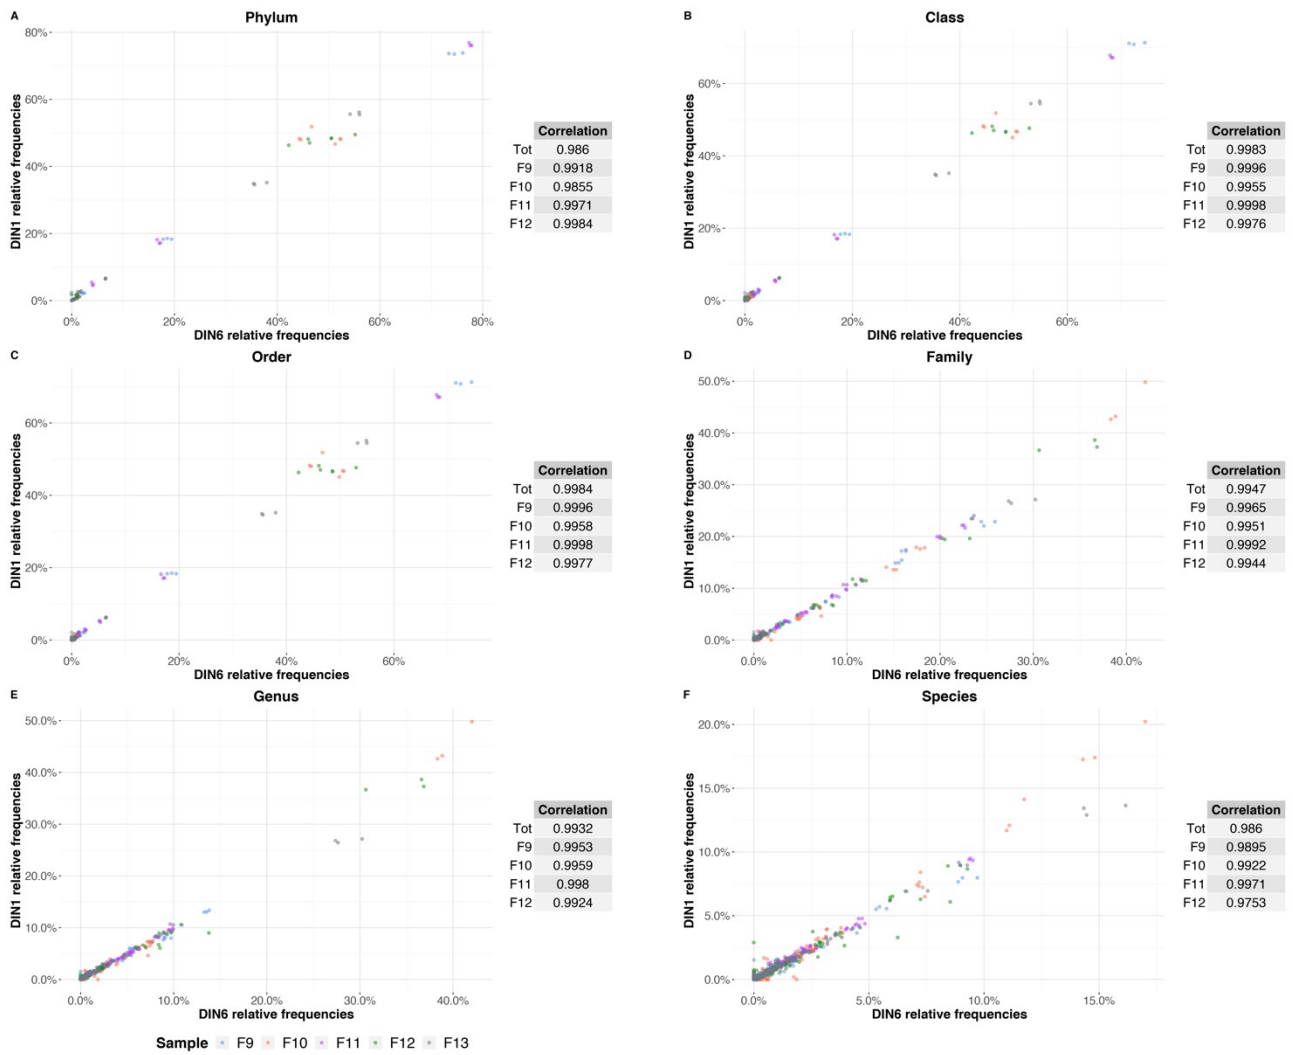 A
Phylum
80%
60%
40%
20%
0%
0% 20% 40% 60% 80%
DIN1 relative frequencies
DIN6 relative frequencies
Correlation
Tot 0.986
F9 0.9918
F10 0.9855
F11 0.9971
F12 0.9984
B
Class
60%
40%
20%
0%
0% 20% 40% 60%
DIN1 relative frequencies
DIN6 relative frequencies
Correlation
Tot 0.9983
F9 0.9996
F10 0.9955
F11 0.9998
F12 0.9976
C
Order
60%
40%
20%
0%
0% 20% 40% 60%
DIN1 relative frequencies
DIN6 relative frequencies
Correlation
Tot 0.9984
F9 0.9996
F10 0.9958
F11 0.9998
F12 0.9977
D
Family
50.0%
40.0%
30.0%
20.0%
10.0%
0.0%
0.0% 10.0% 20.0% 30.0% 40.0%
DIN1 relative frequencies
DIN6 relative frequencies
Correlation
Tot 0.9947
F9 0.9965
F10 0.9951
F11 0.9992
F12 0.9944
E
Genus
50.0%
40.0%
30.0%
20.0%
10.0%
0.0%
0.0% 10.0% 20.0% 30.0% 40.0%
DIN1 relative frequencies
DIN6 relative frequencies
Correlation
Tot 0.9932
F9 0.9953
F10 0.9959
F11 0.998
F12 0.9924
F
Species
20.0%
15.0%
10.0%
5.0%
0.0%
0.0% 5.0% 10.0% 15.0%
DIN1 relative frequencies
DIN6 relative frequencies
Correlation
Tot 0.986
F9 0.9895
F10 0.9922
F11 0.9971
F12 0.9753
Sample F9 F10 F11 F12 F13